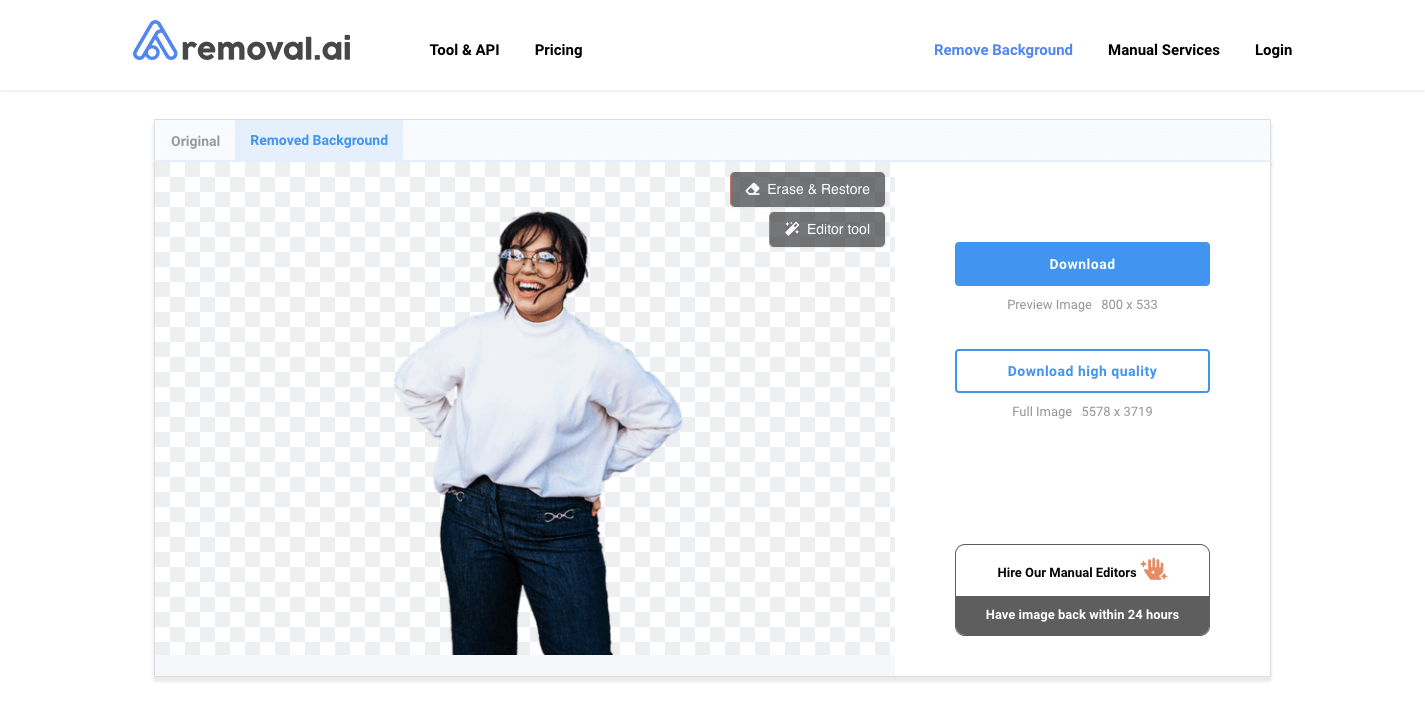 removal.ai
Tool & API
Pricing
Remove Background
Manual Services
Login
Original
Removed Background
Erase & Restore
Editor tool
Download
Preview Image 800 x 533
Download high quality
Full Image 5578 x 3719
Hire Our Manual Editors
Have image back within 24 hours